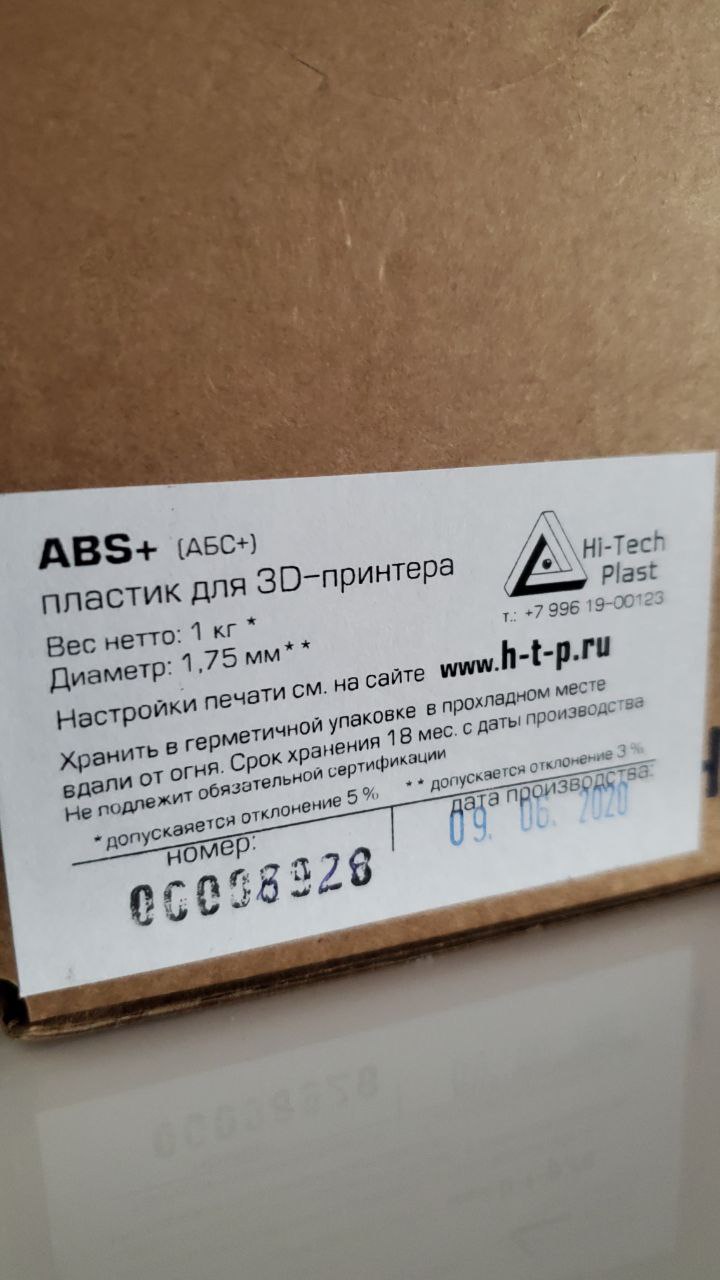 ABS+ (АБС+)
пластик для 3D-принтера
Hi-Tech
Plast
т.: +7 996 19-00123
Вес нетто: 1 кг *
Диаметр: 1,75 мм**
Настройки печати см. на сайте www.h-t-p.ru
Хранить в герметичной упаковке в прохладном месте
вдали от огня. Срок хранения 18 мес. с даты производства
Не подлежит обязательной сертификации
*допускаяется отклонение 5 % ** допускается отклонение 3 %
номер:
дата производства:
09. 06. 2020